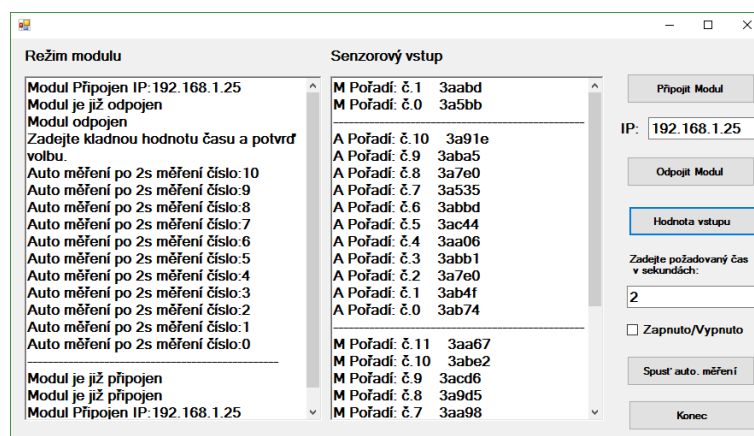 Režim modulu
Modul Připojen IP:192.168.1.25
Modul je již odpojen
Modul odpojen
Zadejte kladnou hodnotu času a potvrď
volbu.
Auto měření po 2s měření číslo:10
Auto měření po 2s měření číslo:9
Auto měření po 2s měření číslo:8
Auto měření po 2s měření číslo:7
Auto měření po 2s měření číslo:6
Auto měření po 2s měření číslo:5
Auto měření po 2s měření číslo:4
Auto měření po 2s měření číslo:3
Auto měření po 2s měření číslo:2
Auto měření po 2s měření číslo:1
Auto měření po 2s měření číslo:0
Modul je již připojen
Modul je již připojen
Modul Připojen IP:192.168.1.25
Senzorový vstup
M Pořadí: č.1 3aabd
M Pořadí: č.0 3a5bb
A Pořadí: č.10 3a91e
A Pořadí: č.9 3aba5
A Pořadí: č.8 3a7e0
A Pořadí: č.7 3a535
A Pořadí: č.6 3abbd
A Pořadí: č.5 3ac44
A Pořadí: č.4 3aa06
A Pořadí: č.3 3abb1
A Pořadí: č.2 3a7e0
A Pořadí: č.1 3ab4f
A Pořadí: č.0 3ab74
M Pořadí: č.11 3aa67
M Pořadí: č.10 3abe2
M Pořadí: č.9 3acd6
M Pořadí: č.8 3a9d5
M Pořadí: č.7 3aa98
Připojit Modul
IP: 192.168.1.25
Odpojit Modul
Hodnota vstupu
Zadejte požadovaný čas
v sekundách:
2
Zapnuto/Vypnuto
Spusť auto. měření
Konec